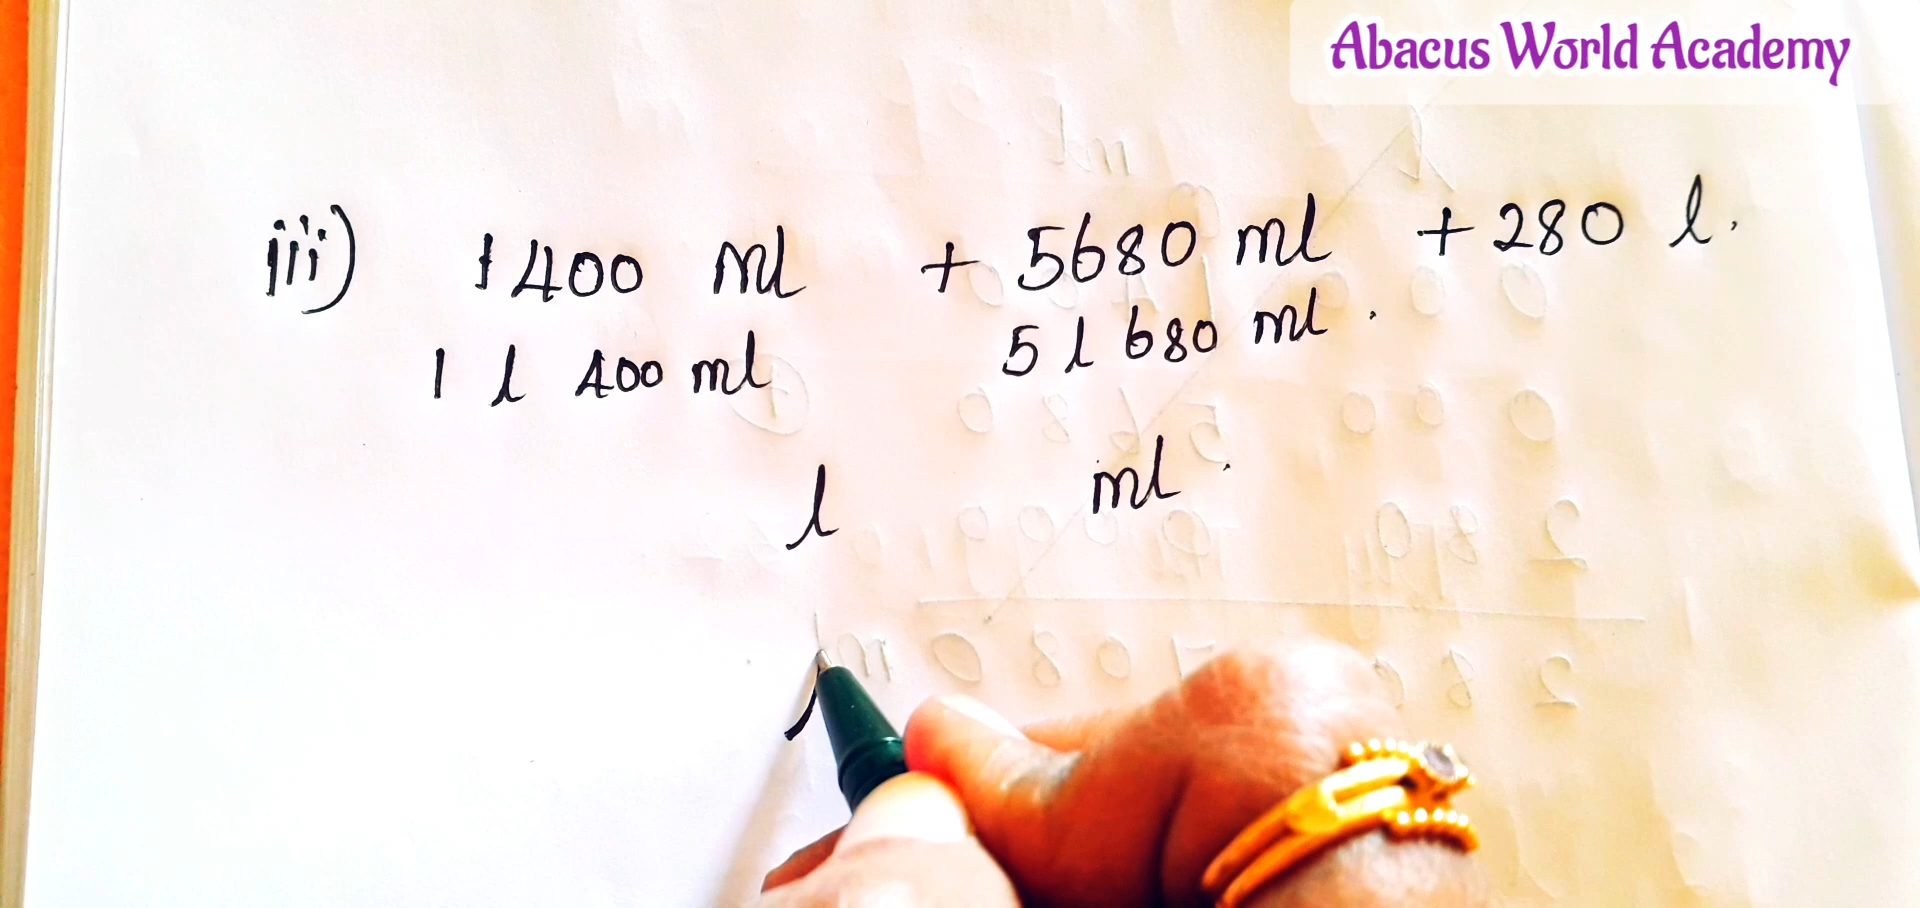 Abacus World Academy
iii) 1400 ml + 5680 ml + 280 l.
1 l 400 ml 5 l 680 ml.
l ml.